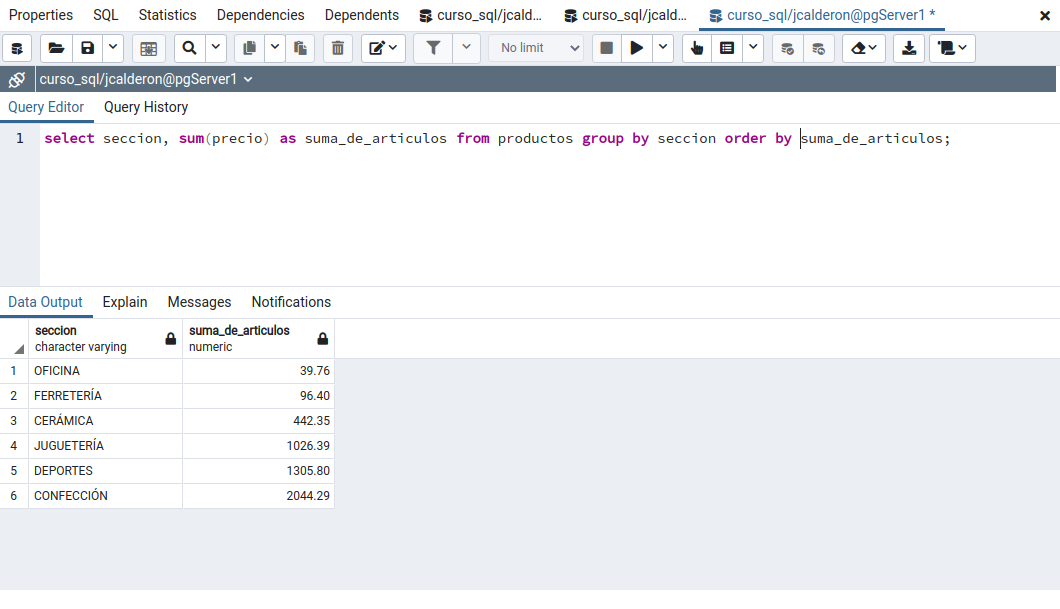 Properties SQL Statistics Dependencies Dependents curso_sql/jcald... curso_sql/jcald... curso_sql/jcalderon@pgServer1 *
No limit
curso_sql/jcalderon@pgServer1
Query Editor Query History
1 select seccion, sum(precio) as suma_de_articulos from productos group by seccion order by suma_de_articulos;
Data Output Explain Messages Notifications
seccion suma_de_articulos
character varying numeric
1 OFICINA 39.76
2 FERRETERÍA 96.40
3 CERÁMICA 442.35
4 JUGUETERÍA 1026.39
5 DEPORTES 1305.80
6 CONFECCIÓN 2044.29